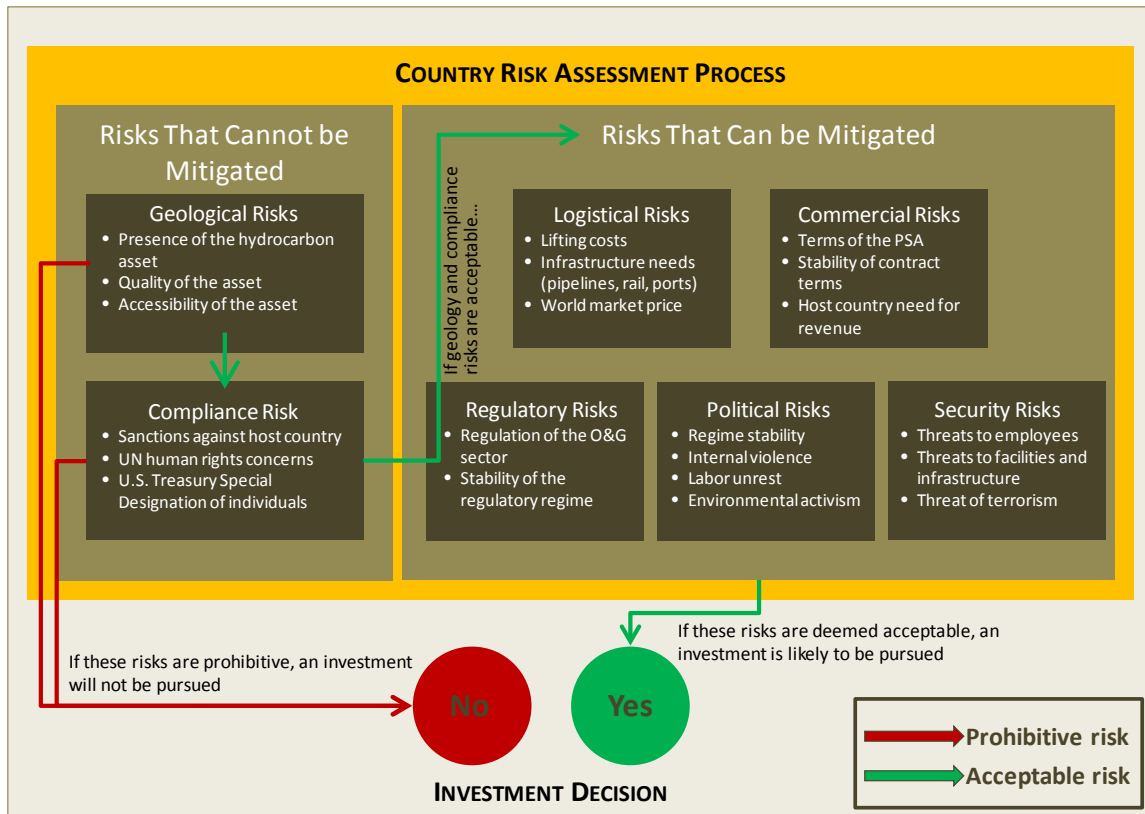 COUNTRY RISK ASSESSMENT PROCESS
Risks That Cannot be
Mitigated
Geological Risks
• Presence of the hydrocarbon
asset
• Quality of the asset
• Accessibility of the asset
Compliance Risk
• Sanctions against host country
• UN human rights concerns
• U.S. Treasury Special
Designation of individuals
If geology and compliance
risks are acceptable...
Risks That Can be Mitigated
Logistical Risks
• Lifting costs
• Infrastructure needs
(pipelines, rail, ports)
• World market price
Commercial Risks
• Terms of the PSA
• Stability of contract
terms
• Host country need for
revenue
Regulatory Risks
• Regulation of the O&G
sector
• Stability of the
regulatory regime
Political Risks
• Regime stability
• Internal violence
• Labor unrest
• Environmental activism
Security Risks
• Threats to employees
• Threats to facilities and
infrastructure
• Threat of terrorism
If these risks are prohibitive, an investment
will not be pursued
No
Yes
If these risks are deemed acceptable, an
investment is likely to be pursued
INVESTMENT DECISION
Prohibitive risk
Acceptable risk